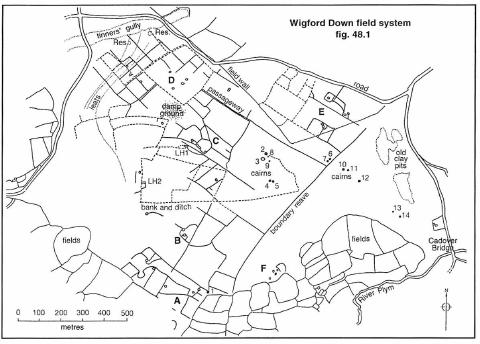 Wigford Down field system
fig. 48.1
tinners' gully
Res.
Res.
leats
field wall
road
D
passageway
E
damp
ground
C
LH1
2
8
3
9
cairns
4
5
6
7
10
11
cairns
12
old
clay
pits
LH2
bank and ditch
boundary reave
13
14
B
fields
fields
Cadover
Bridge
F
1
A
River Plym
N
0 100 200 300 400 500
metres